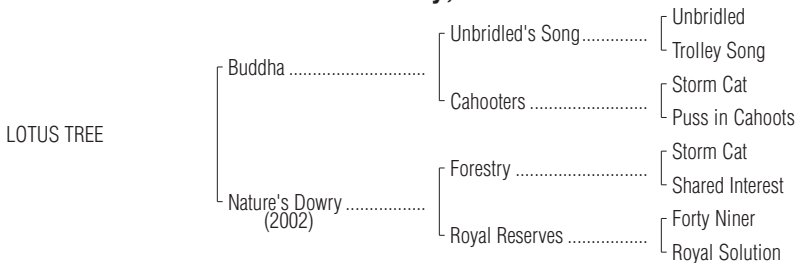 Unbridled
Unbridled's Song..............
Trolley Song
Buddha .............................
Storm Cat
Cahooters .........................
Puss in Cahoots
LOTUS TREE
Storm Cat
Forestry ............................
Shared Interest
Nature's Dowry .................
(2002)
Forty Niner
Royal Reserves .................
Royal Solution